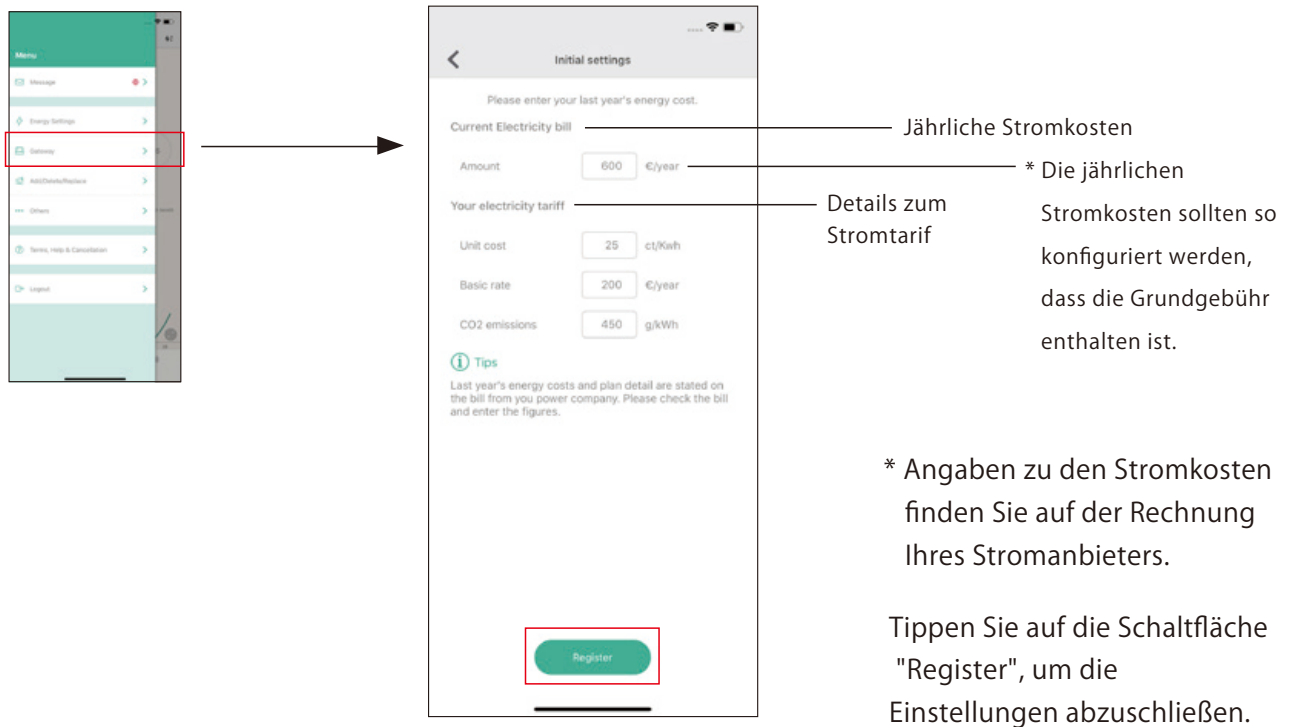 Menu
Message
Energy Settings
Gateway
Add/Delete/Replace
Others
Terms, Help & Cancellation
Logout
Initial settings
Please enter your last year's energy cost.
Current Electricity bill
Amount 600 €/year
Your electricity tariff
Unit cost 25 ct/Kwh
Basic rate 200 €/year
CO2 emissions 450 g/kWh
Tips
Last year's energy costs and plan detail are stated on
the bill from you power company. Please check the bill
and enter the figures.
Register
Jährliche Stromkosten
* Die jährlichen
Stromkosten sollten so
konfiguriert werden,
dass die Grundgebühr
enthalten ist.
Details zum
Stromtarif
* Angaben zu den Stromkosten
finden Sie auf der Rechnung
Ihres Stromanbieters.
Tippen Sie auf die Schaltfläche
"Register", um die
Einstellungen abzuschließen.